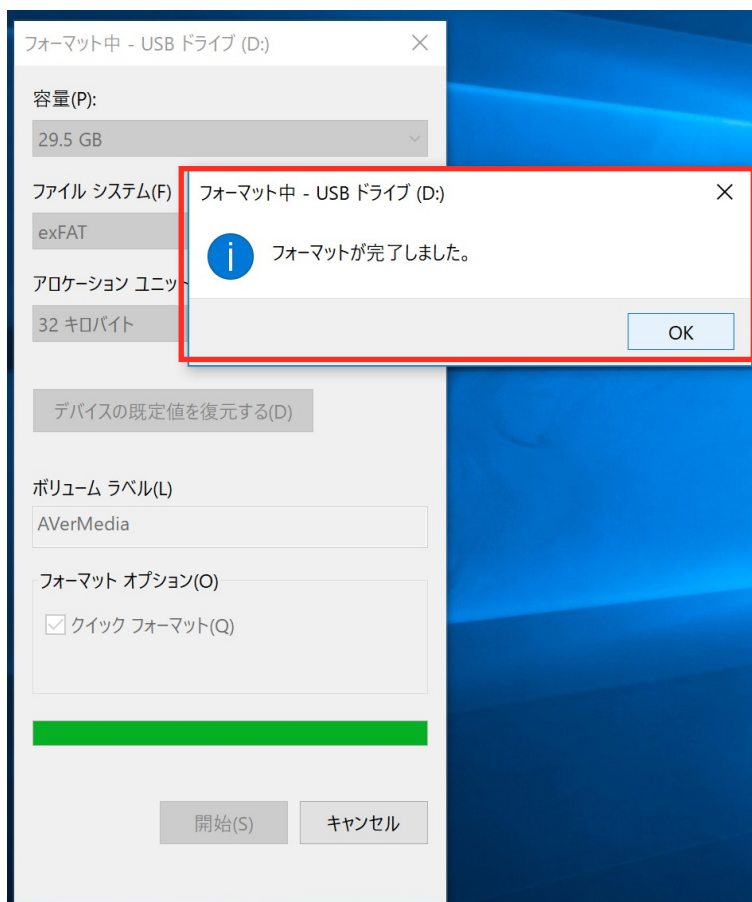 フォーマット中 - USB ドライブ (D:)
容量(P):
29.5 GB
ファイル システム(F)
exFAT
アロケーション ユニット
32 キロバイト
フォーマット中 - USB ドライブ (D:)
フォーマットが完了しました。
OK
デバイスの既定値を復元する(D)
ボリューム ラベル(L)
AVerMedia
フォーマット オプション(O)
クイック フォーマット(Q)
開始(S)
キャンセル